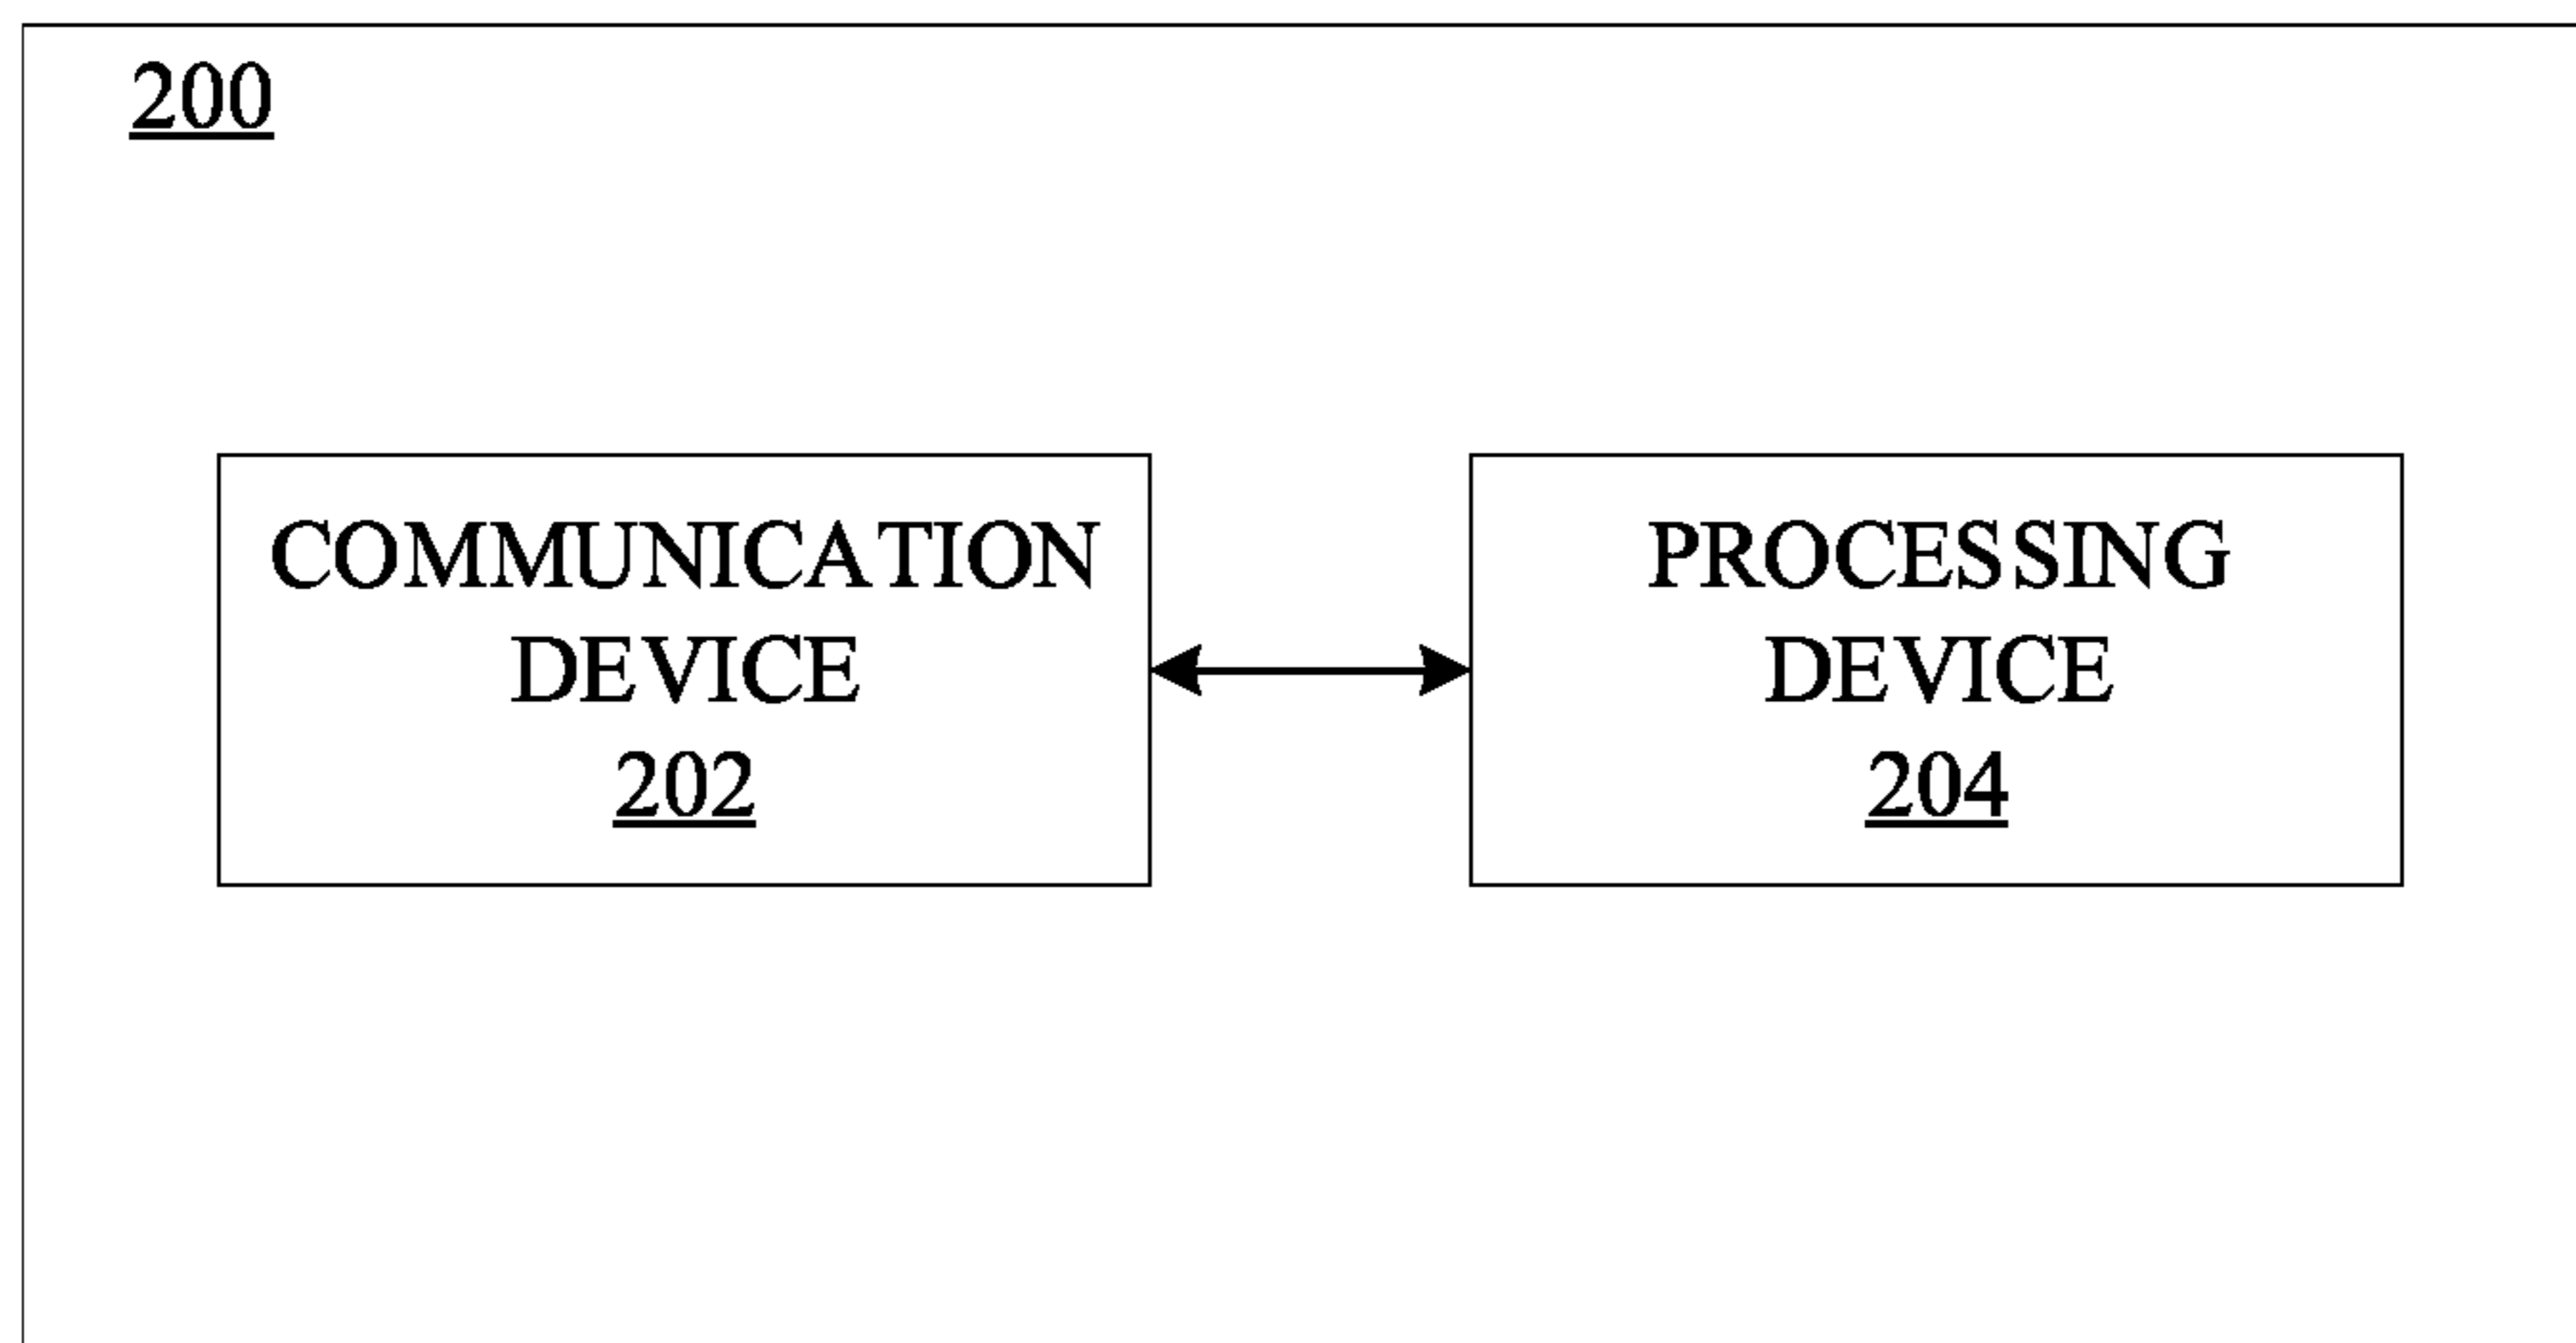 200
COMMUNICATION
DEVICE
202
PROCESSING
DEVICE
204